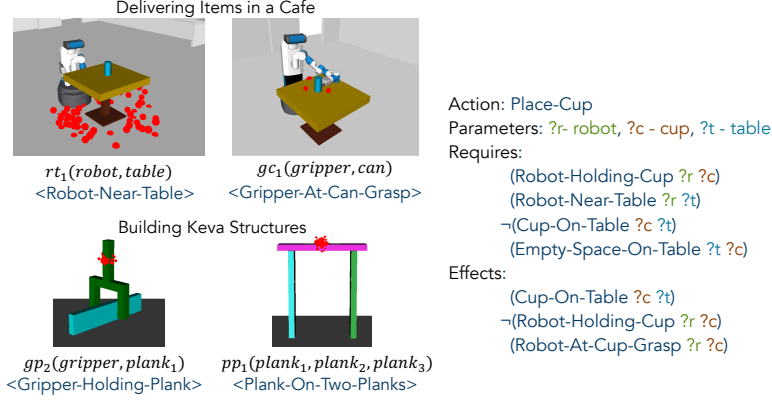 Delivering Items in a Cafe
rt₁(robot, table)
<Robot-Near-Table>
gc₁(gripper, can)
<Gripper-At-Can-Grasp>
Building Keva Structures
gp₂(gripper, plank₁)
<Gripper-Holding-Plank>
pp₁(plank₁, plank₂, plank₃)
<Plank-On-Two-Planks>
Action: Place-Cup
Parameters: ?r- robot, ?c - cup, ?t - table
Requires:
(Robot-Holding-Cup ?r ?c)
(Robot-Near-Table ?r ?t)
¬(Cup-On-Table ?c ?t)
(Empty-Space-On-Table ?t ?c)
Effects:
(Cup-On-Table ?c ?t)
¬(Robot-Holding-Cup ?r ?c)
(Robot-At-Cup-Grasp ?r ?c)